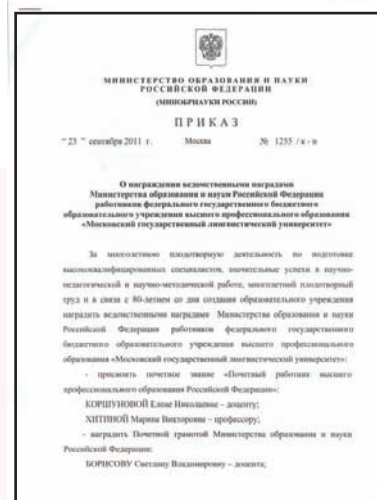 МИНИСТЕРСТВО ОБРАЗОВАНИЯ И НАУКИ
РОССИЙСКОЙ ФЕДЕРАЦИИ
(МИНОБРНАУКИ РОССИИ)
ПРИКАЗ
"23" сентября 2011 г. Москва № 1255 /к-н
О награждении ведомственными наградами
Министерства образования и науки Российской Федерации
работников федерального государственного бюджетного
образовательного учреждения высшего профессионального образования
«Московский государственный лингвистический университет»
За многолетнюю плодотворную деятельность по подготовке
высококвалифицированных специалистов, значительные успехи в научно-
педагогической и научно-методической работе, многолетний плодотворный
труд и в связи с 80-летием со дня создания образовательного учреждения
наградить ведомственными наградами Министерства образования и науки
Российской Федерации работников федерального государственного
бюджетного образовательного учреждения высшего профессионального
образования «Московский государственный лингвистический университет»:
- присвоить почетное звание «Почетный работник высшего
профессионального образования Российской Федерации»:
КОРШУНОВОЙ Елене Николаевне – доценту;
ХИТИНОЙ Марине Викторовне – профессору;
- наградить Почетной грамотой Министерства образования и науки
Российской Федерации:
БОРИСОВУ Светлану Владимировну – доцента;